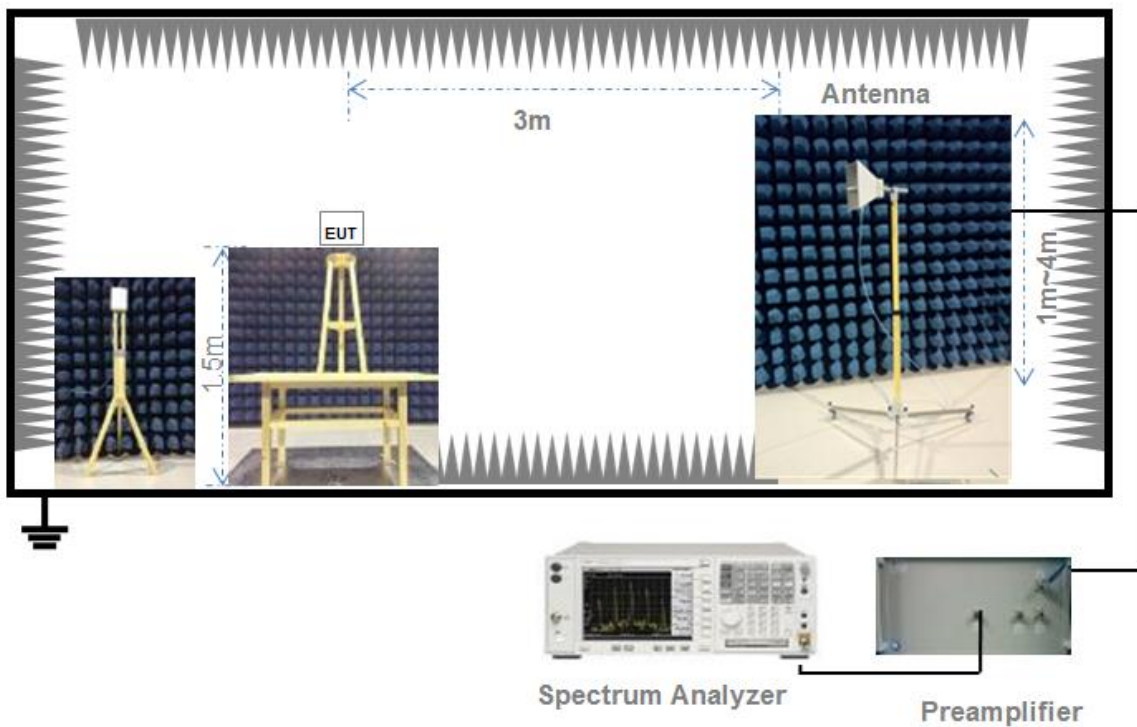 Antenna
3m
EUT
1m~4m
1.5m
Spectrum Analyzer
Preamplifier